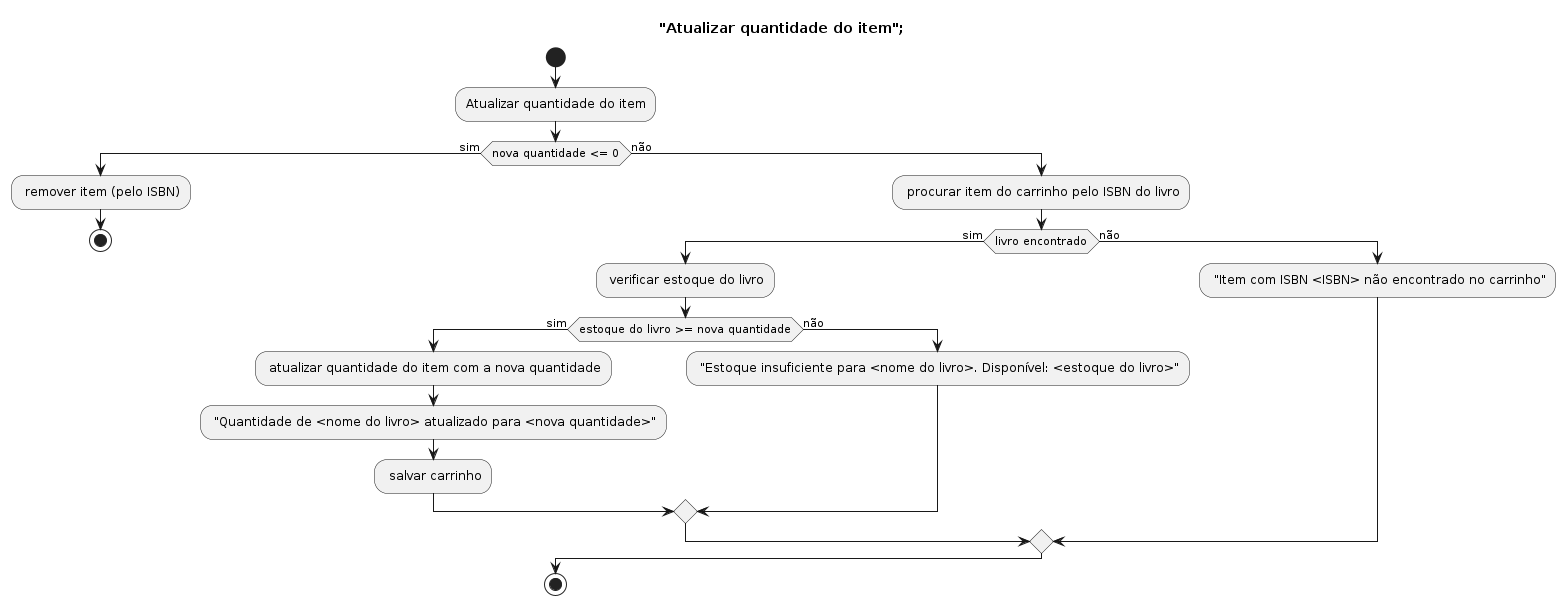 "Atualizar quantidade do item";
Atualizar quantidade do item
sim
nova quantidade <= 0
não
remover item (pelo ISBN)
procurar item do carrinho pelo ISBN do livro
sim
livro encontrado
não
verificar estoque do livro
"Item com ISBN <ISBN> não encontrado no carrinho"
sim
estoque do livro >= nova quantidade
não
atualizar quantidade do item com a nova quantidade
"Estoque insuficiente para <nome do livro>. Disponível: <estoque do livro>"
"Quantidade de <nome do livro> atualizado para <nova quantidade>"
salvar carrinho